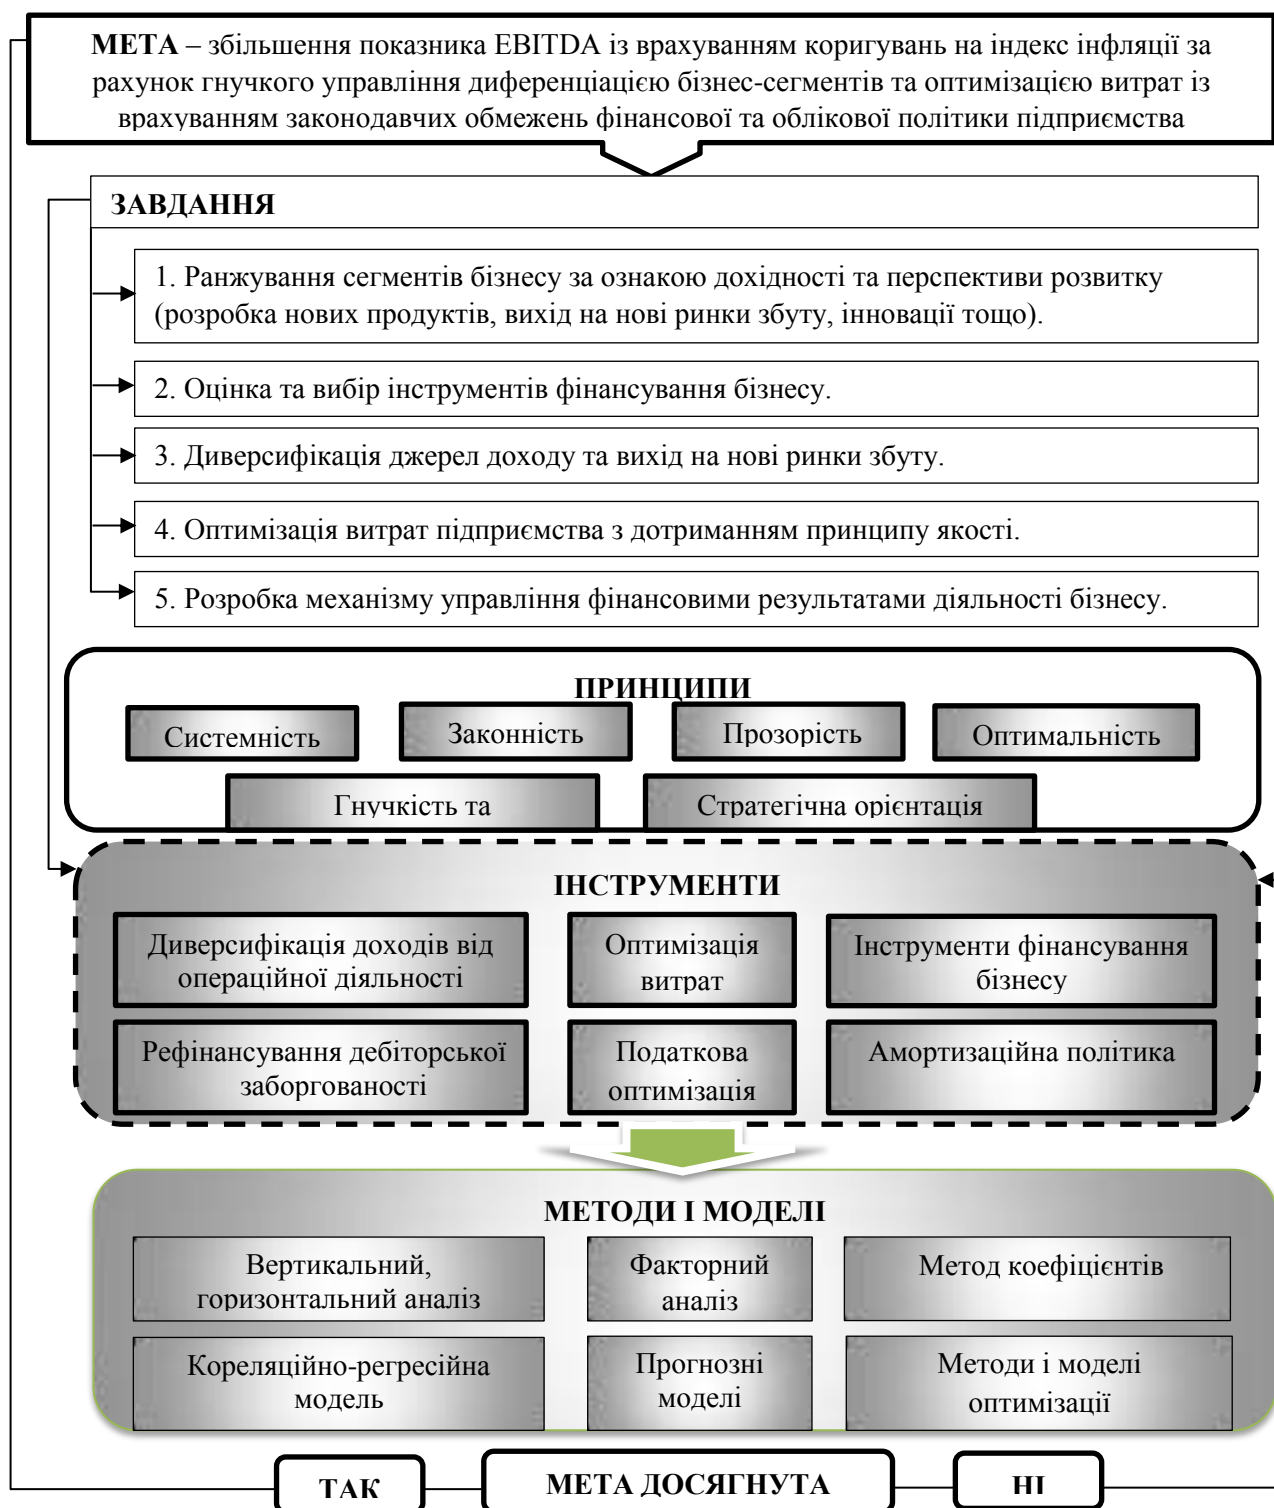 МЕТА – збільшення показника EBITDA із врахуванням коригувань на індекс інфляції за
рахунок гнучкого управління диференціацією бізнес-сегментів та оптимізацією витрат із
врахуванням законодавчих обмежень фінансової та облікової політики підприємства
ЗАВДАННЯ
1. Ранжування сегментів бізнесу за ознакою дохідності та перспективи розвитку
(розробка нових продуктів, вихід на нові ринки збуту, інновації тощо).
2. Оцінка та вибір інструментів фінансування бізнесу.
3. Диверсифікація джерел доходу та вихід на нові ринки збуту.
4. Оптимізація витрат підприємства з дотриманням принципу якості.
5. Розробка механізму управління фінансовими результатами діяльності бізнесу.
ПРИНЦИПИ
Системність
Законність
Прозорість
Оптимальність
Гнучкість та
Стратегічна орієнтація
ІНСТРУМЕНТИ
Диверсифікація доходів від
операційної діяльності
Оптимізація
витрат
Інструменти фінансування
бізнесу
Рефінансування дебіторської
заборгованості
Податкова
оптимізація
Амортизаційна політика
МЕТОДИ І МОДЕЛІ
Вертикальний,
горизонтальний аналіз
Факторний
аналіз
Метод коефіцієнтів
Кореляційно-регресійна
модель
Прогнозні
моделі
Методи і моделі
оптимізації
ТАК
МЕТА ДОСЯГНУТА
НІ